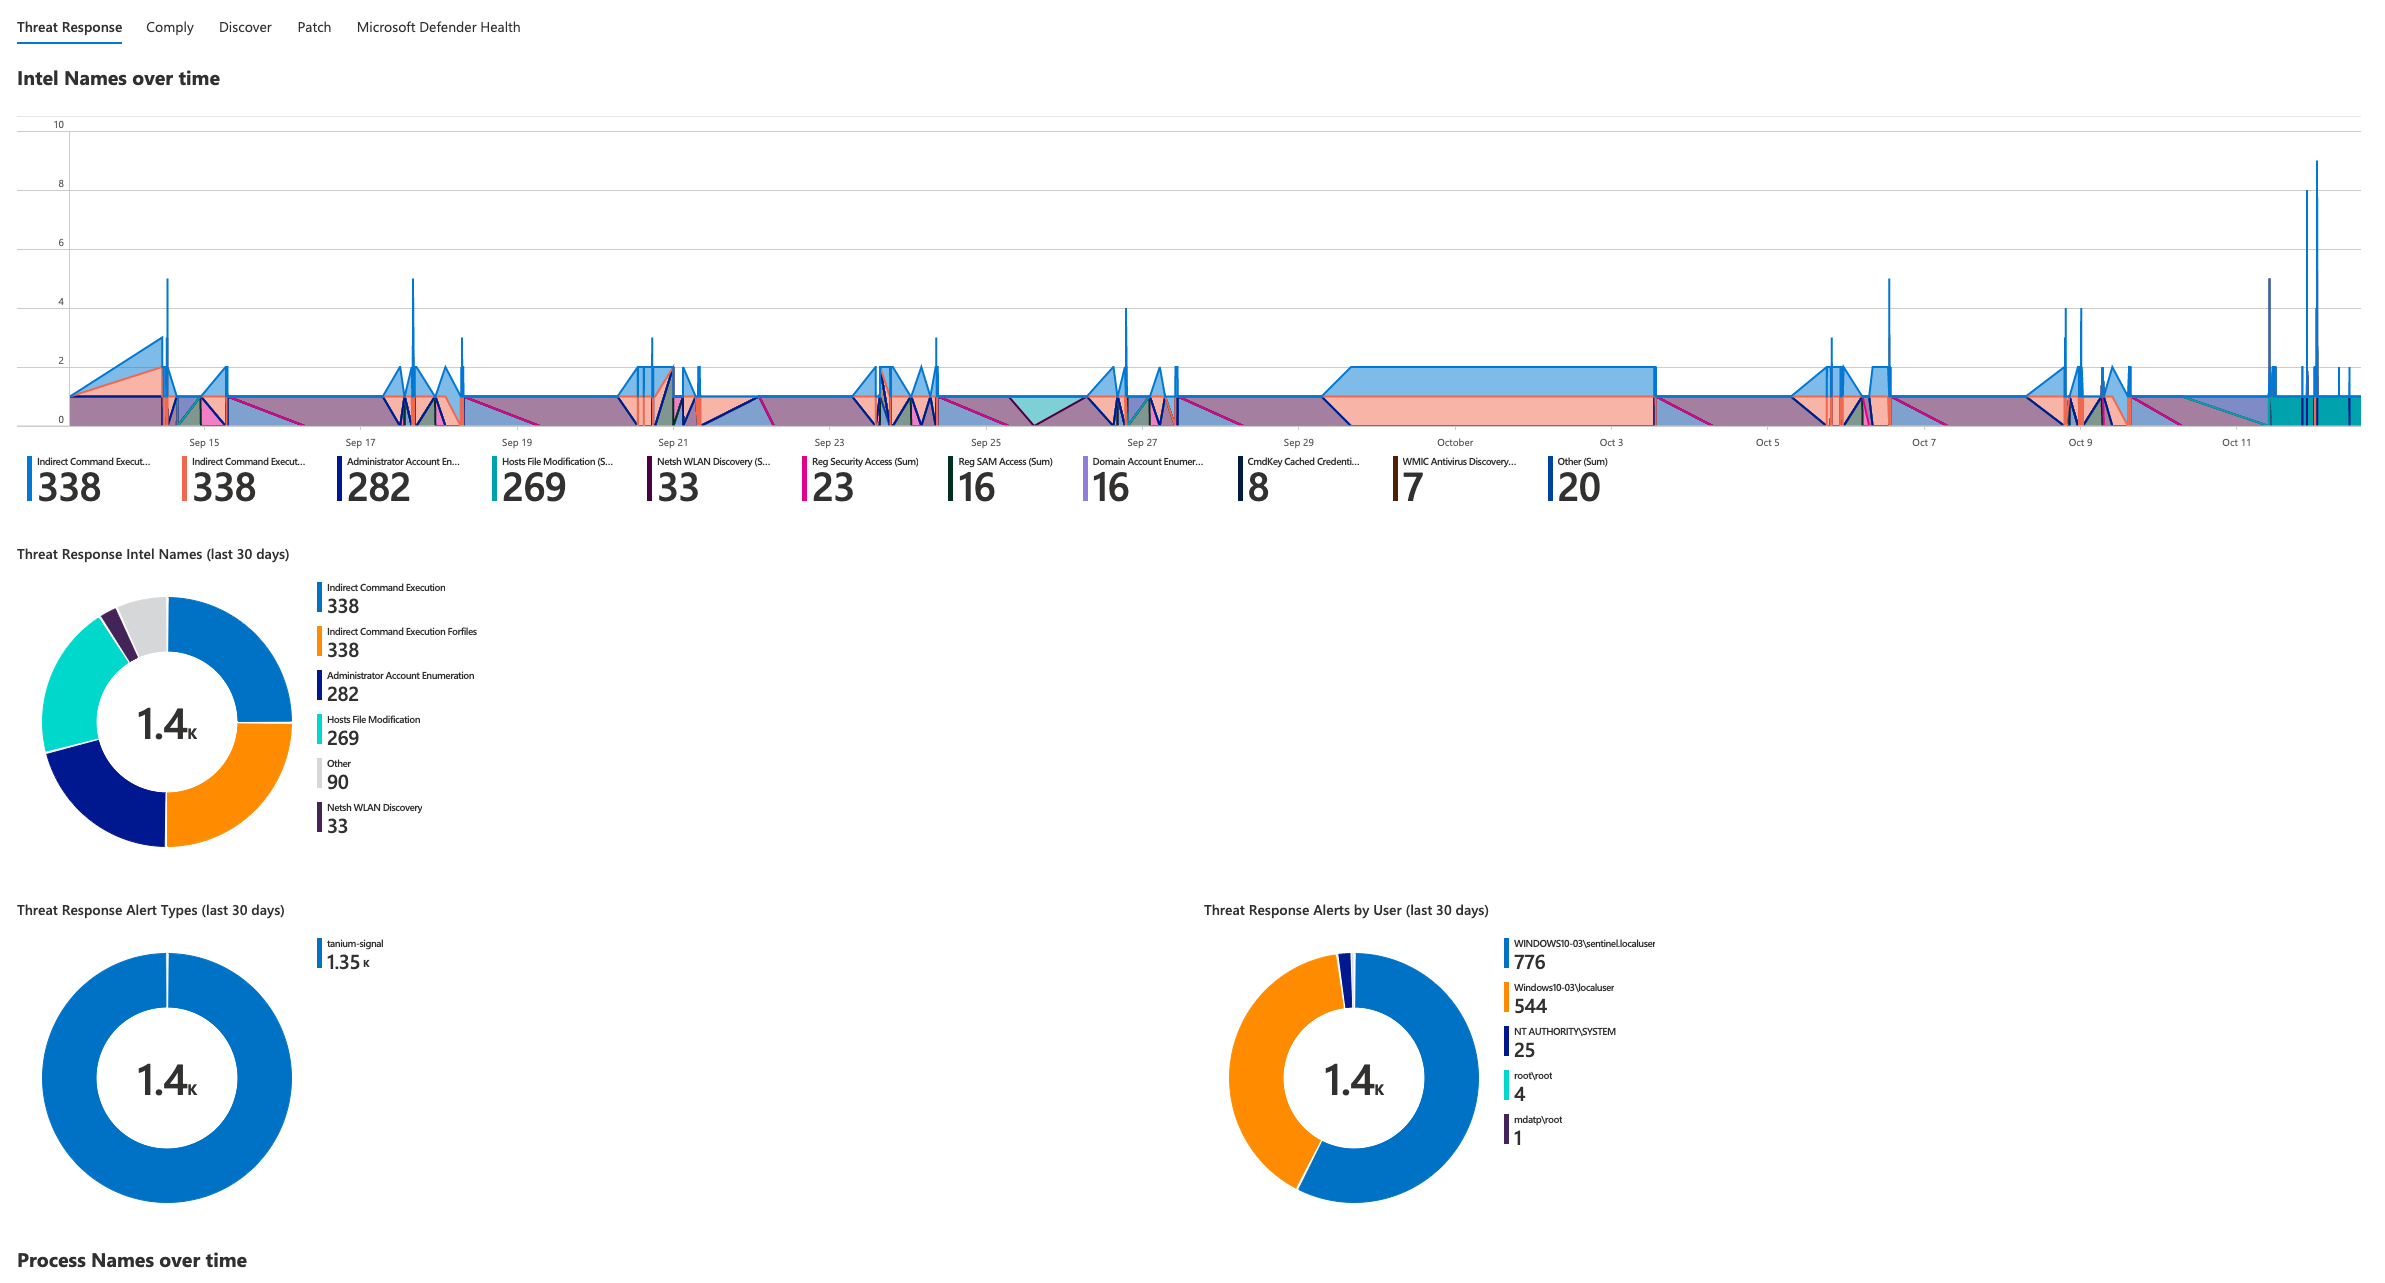 Threat Response Comply Discover Patch Microsoft Defender Health
Intel Names over time
10
8
6
4
2
0
Sep 15 Sep 17 Sep 19 Sep 21 Sep 23 Sep 25 Sep 27 Sep 29 October Oct 3 Oct 5 Oct 7 Oct 9 Oct 11
Indirect Command Execut... Indirect Command Execut... Administrator Account En... Hosts File Modification (S... Netsh WLAN Discovery (S... Reg Security Access (Sum) Reg SAM Access (Sum) Domain Account Enumer... CmdKey Cached Credenti... WMIC Antivirus Discovery... Other (Sum)
338 338 282 269 33 23 16 16 8 7 20
Threat Response Intel Names (last 30 days)
1.4K
Indirect Command Execution
338
Indirect Command Execution Forfiles
338
Administrator Account Enumeration
282
Hosts File Modification
269
Other
90
Netsh WLAN Discovery
33
Threat Response Alert Types (last 30 days)
1.4K
tanium-signal
1.35 K
Threat Response Alerts by User (last 30 days)
1.4K
WINDOWS10-03\sentinel.localuser
776
Windows10-03\localuser
544
NT AUTHORITY\SYSTEM
25
root\root
4
mdatp\root
1
Process Names over time